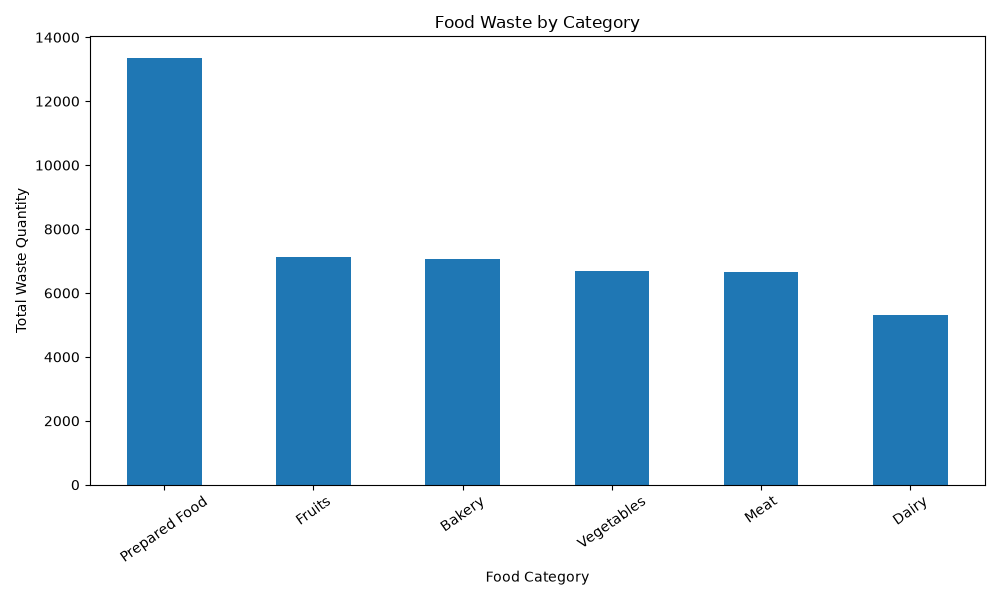 Food Waste by Category
Total Waste Quantity
14000
12000
10000
8000
6000
4000
2000
0
Prepared Food
Fruits
Bakery
Vegetables
Meat
Dairy
Food Category